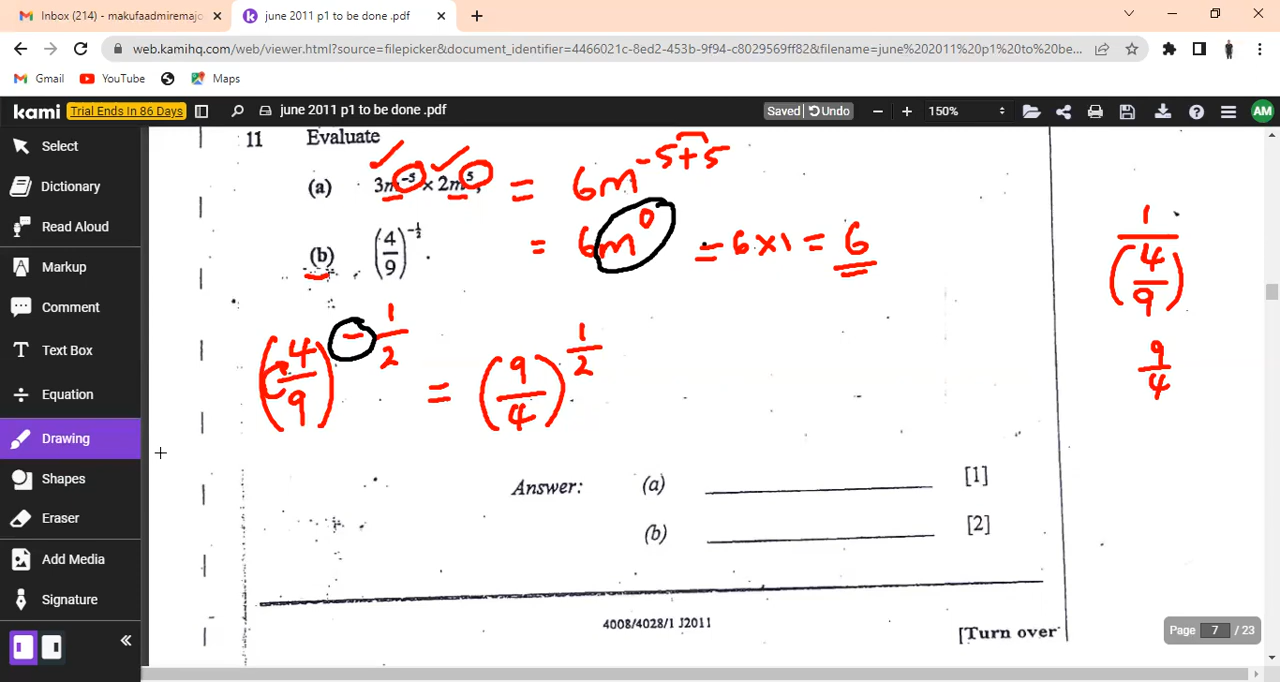 Inbox (214) - makufaadmiremajo
june 2011 p1 to be done .pdf
web.kamihq.com/web/viewer.html?source=filepicker&document_identifier=4466021c-8ed2-453b-9f94-c8029569ff82&filename=june%202011%20p1%20to%20be...
Gmail YouTube Maps
kami Trial Ends In 86 Days june 2011 p1 to be done .pdf Saved Undo 150% AM
Select
Dictionary
Read Aloud
Markup
Comment
Text Box
Equation
Drawing
Shapes
Eraser
Add Media
Signature
11 Evaluate
(a) 3m⁻⁵ × 2m⁵, = 6m⁻⁵⁺⁵
= 6m⁰ = 6 × 1 = 6
(b) (4/9)^-½.
(4/9)^-1/2 = (9/4)^1/2
1/(4/9)
9/4
Answer: (a) [1]
(b) [2]
4008/4028/1 J2011
[Turn over
Page 7 / 23